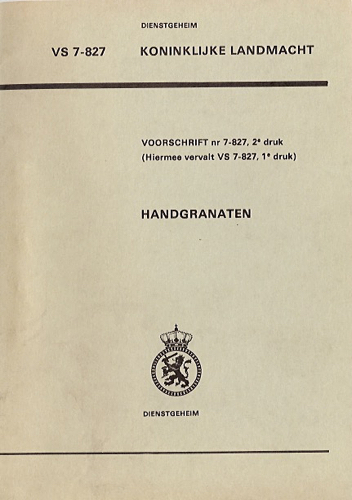 DIENSTGEHEIM
VS 7-827 KONINKLIJKE LANDMACHT
VOORSCHRIFT nr 7-827, 2e druk
(Hiermee vervalt VS 7-827, 1e druk)
HANDGRANATEN
DIENSTGEHEIM